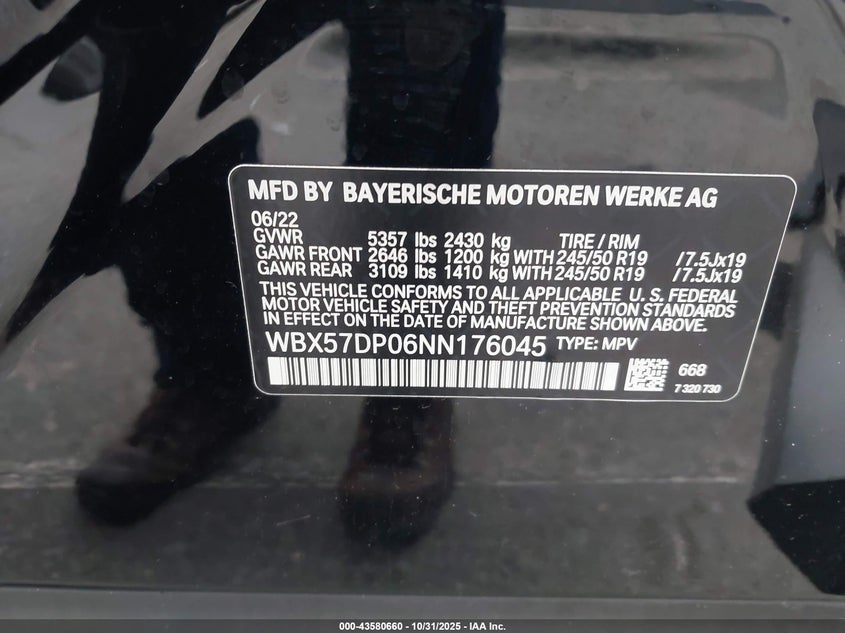 MFD BY BAYERISCHE MOTOREN WERKE AG
06/22
GVWR 5357 lbs 2430 kg TIRE / RIM
GAWR FRONT 2646 lbs 1200 kg WITH 245/50 R19 /7.5Jx19
GAWR REAR 3109 lbs 1410 kg WITH 245/50 R19 /7.5Jx19
THIS VEHICLE CONFORMS TO ALL APPLICABLE U. S. FEDERAL
MOTOR VEHICLE SAFETY AND THEFT PREVENTION STANDARDS
IN EFFECT ON THE DATE OF MANUFACTURE SHOWN ABOVE.
WBX57DP06NN176045 TYPE: MPV
668
7 320 730
000-43580660 - 10/31/2025 - IAA Inc.